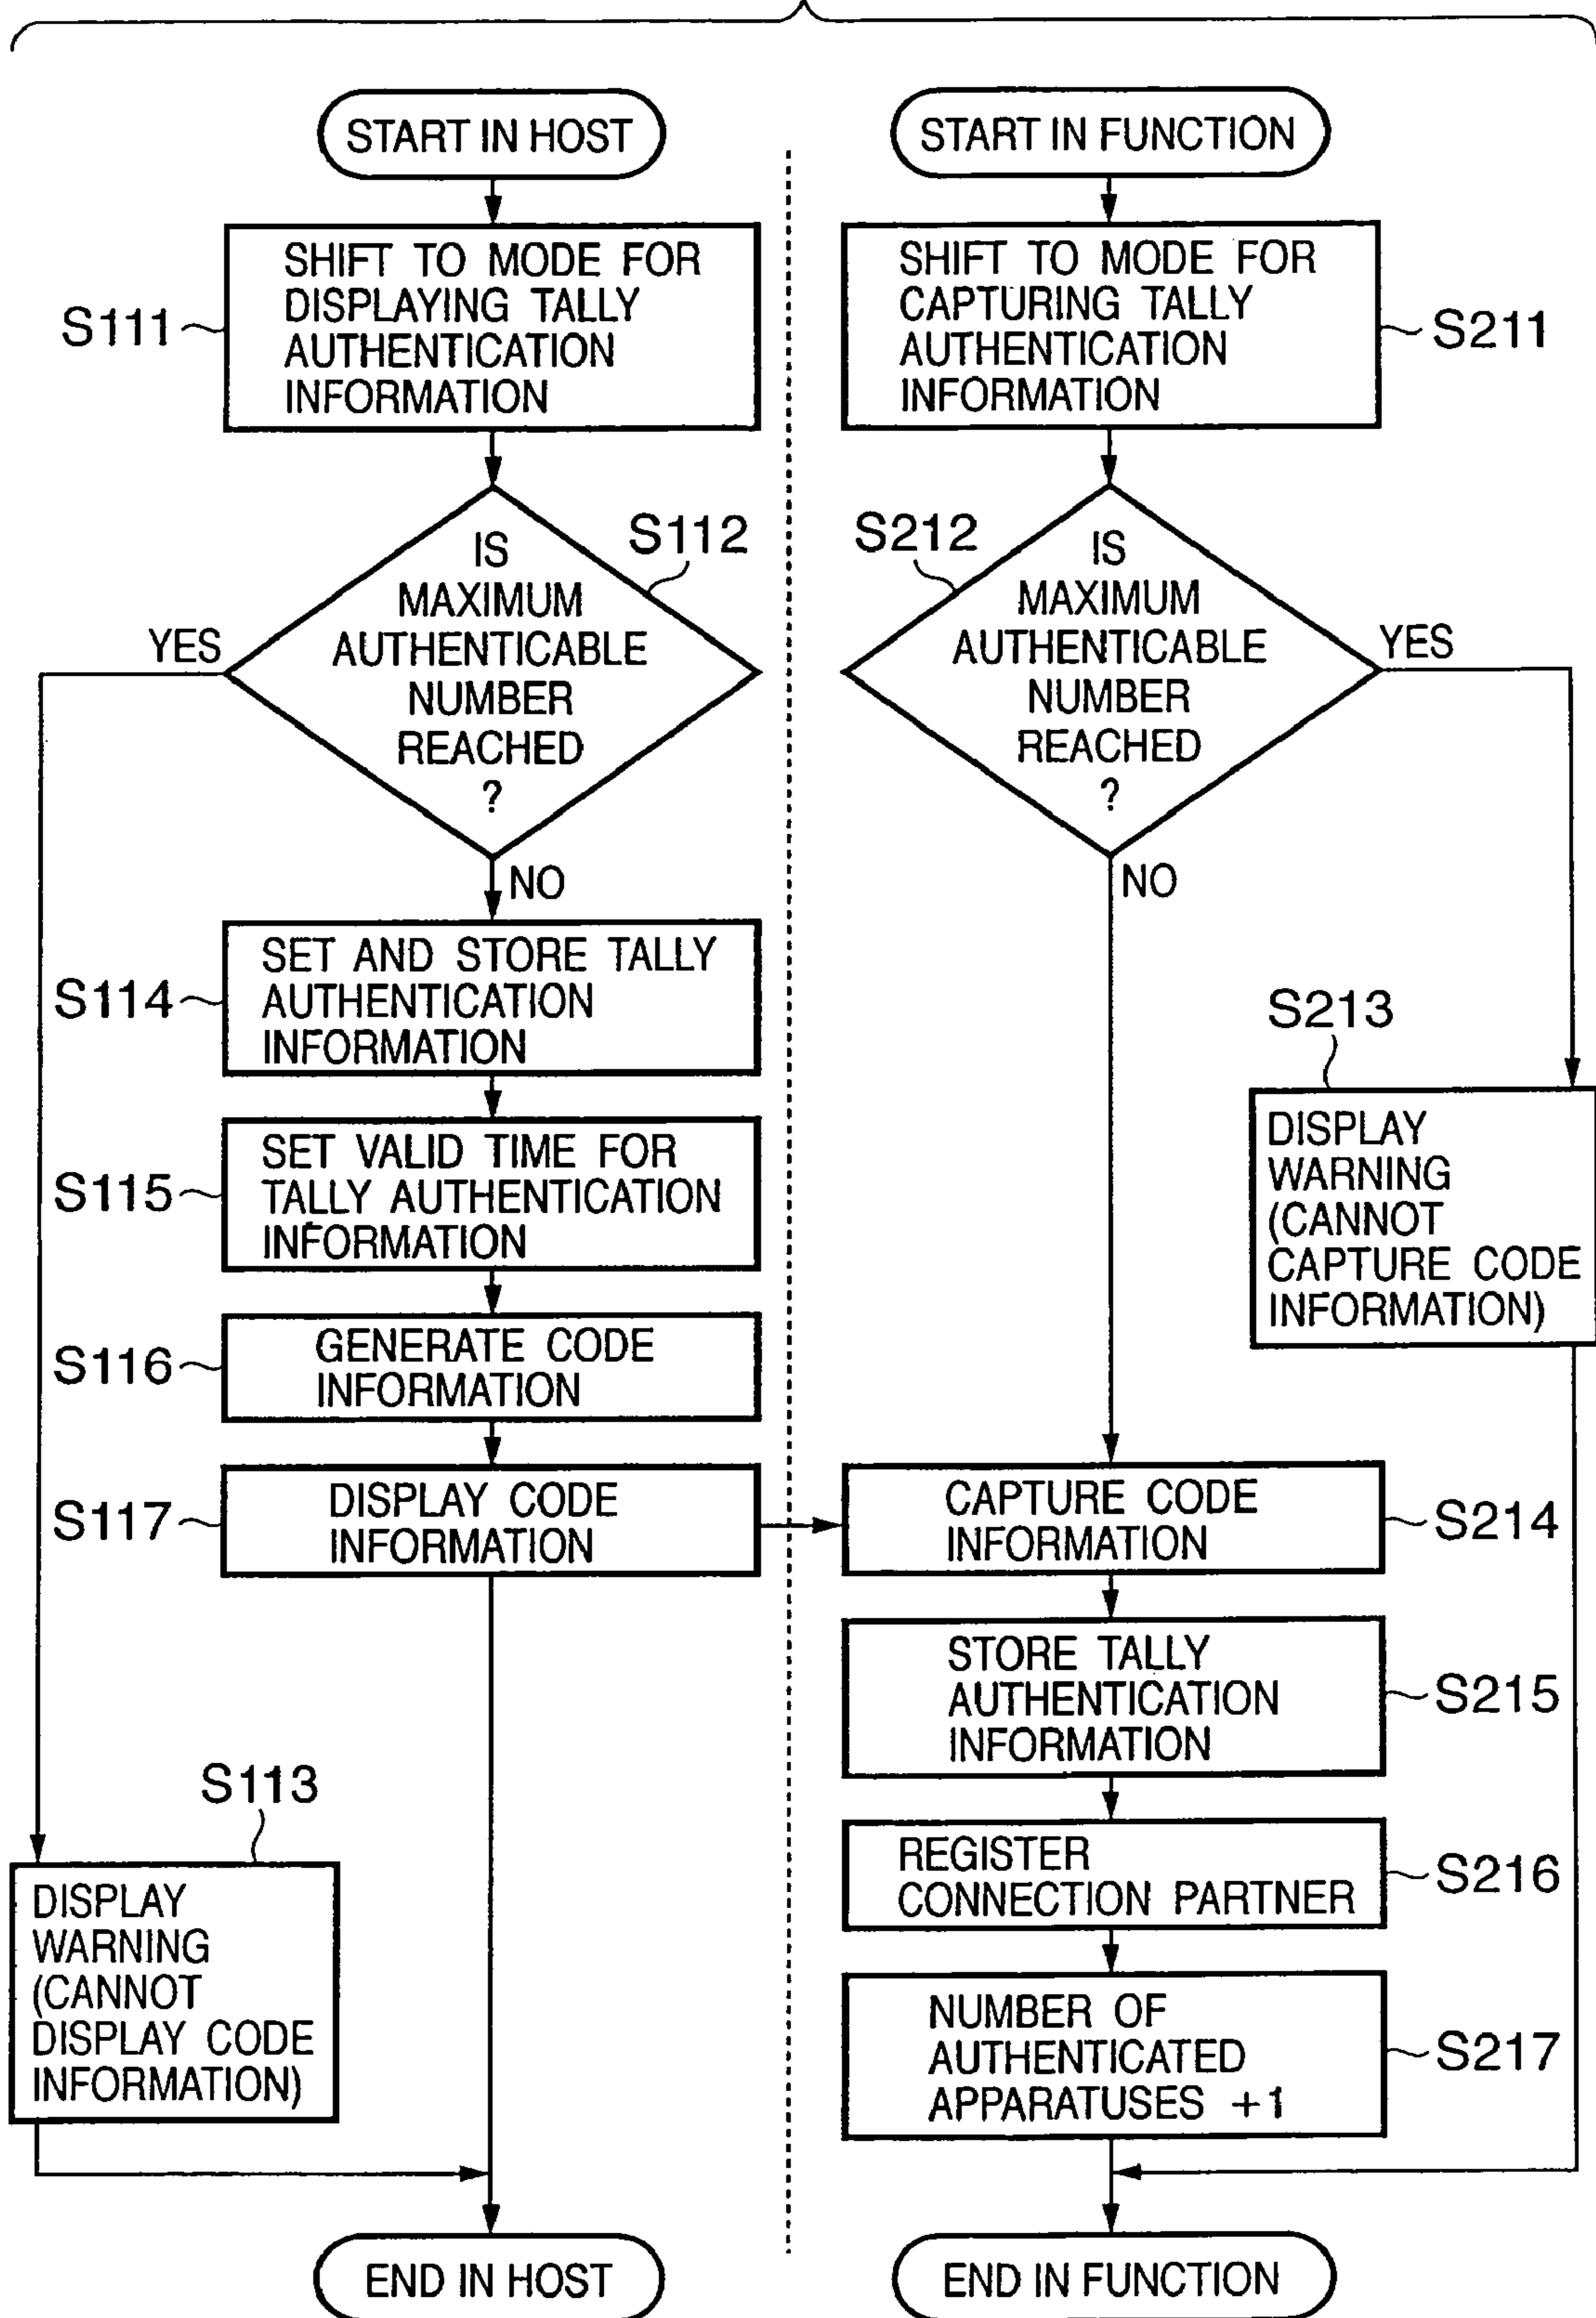 START IN HOST
S111
SHIFT TO MODE FOR
DISPLAYING TALLY
AUTHENTICATION
INFORMATION
S112
IS
MAXIMUM
AUTHENTICABLE
NUMBER
REACHED
?
YES
NO
S114
SET AND STORE TALLY
AUTHENTICATION
INFORMATION
S115
SET VALID TIME FOR
TALLY AUTHENTICATION
INFORMATION
S116
GENERATE CODE
INFORMATION
S117
DISPLAY CODE
INFORMATION
S113
DISPLAY
WARNING
(CANNOT
DISPLAY CODE
INFORMATION)
END IN HOST
START IN FUNCTION
SHIFT TO MODE FOR
CAPTURING TALLY
AUTHENTICATION
INFORMATION
S211
S212
IS
MAXIMUM
AUTHENTICABLE
NUMBER
REACHED
?
YES
NO
S213
DISPLAY
WARNING
(CANNOT
CAPTURE CODE
INFORMATION)
CAPTURE CODE
INFORMATION
S214
STORE TALLY
AUTHENTICATION
INFORMATION
S215
REGISTER
CONNECTION PARTNER
S216
NUMBER OF
AUTHENTICATED
APPARATUSES +1
S217
END IN FUNCTION